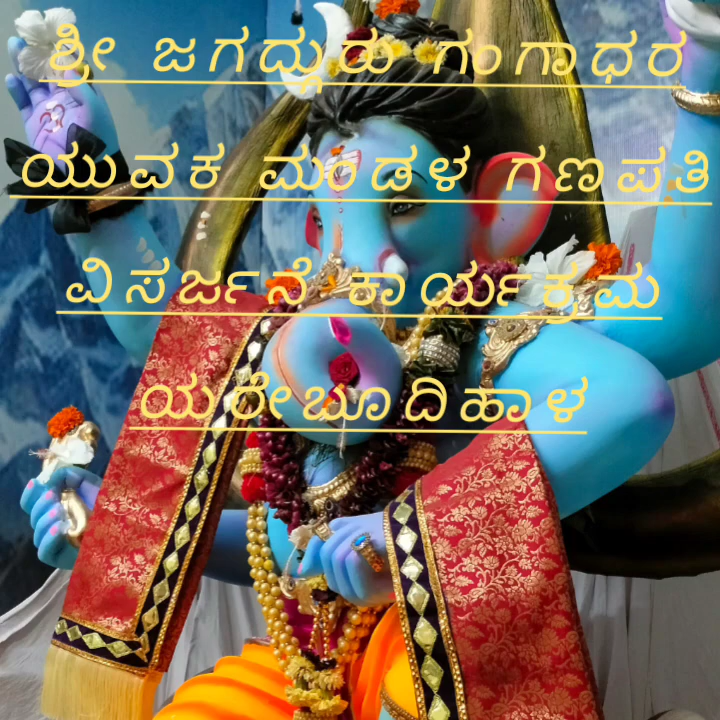 ಶ್ರೀ ಜಗದ್ಗುರು ಗಂಗಾಧರ
ಯುವಕ ಮಂಡಳ ಗಣಪತಿ
ವಿಸರ್ಜನೆ ಕಾರ್ಯಕ್ರಮ
ಯರೇಬೂದಿಹಾಳ